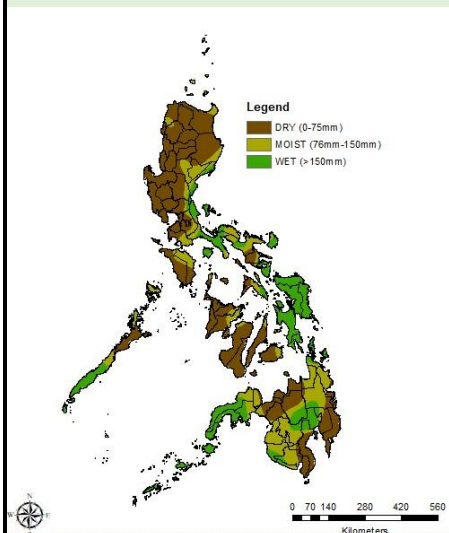 Legend
DRY (0-75mm)
MOIST (76mm-150mm)
WET (>150mm)
N
W E
S
0 70 140 280 420 560
Kilometers